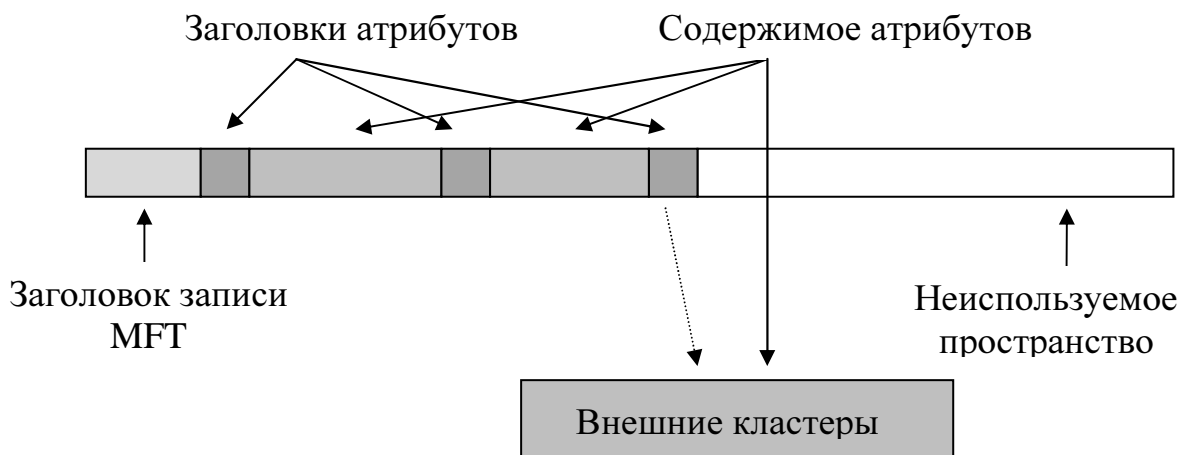 Заголовки атрибутов
Содержимое атрибутов
Заголовок записи
MFT
Неиспользуемое
пространство
Внешние кластеры